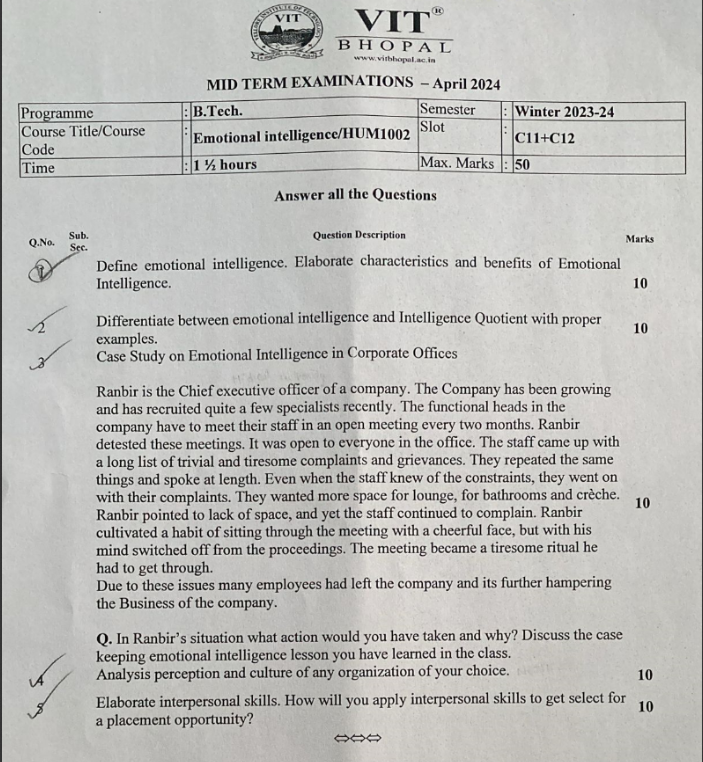 VIT
VIT®
BHOPAL
www.vitbhopal.ac.in
MID TERM EXAMINATIONS – April 2024
Programme : B.Tech. Semester : Winter 2023-24
Course Title/Course Code : Emotional intelligence/HUM1002 Slot : C11+C12
Time : 1 ½ hours Max. Marks : 50
Answer all the Questions
Q.No. Sub. Sec. Question Description Marks
1 Define emotional intelligence. Elaborate characteristics and benefits of Emotional
Intelligence. 10
2 Differentiate between emotional intelligence and Intelligence Quotient with proper 10
examples.
3 Case Study on Emotional Intelligence in Corporate Offices
Ranbir is the Chief executive officer of a company. The Company has been growing
and has recruited quite a few specialists recently. The functional heads in the
company have to meet their staff in an open meeting every two months. Ranbir
detested these meetings. It was open to everyone in the office. The staff came up with
a long list of trivial and tiresome complaints and grievances. They repeated the same
things and spoke at length. Even when the staff knew of the constraints, they went on
with their complaints. They wanted more space for lounge, for bathrooms and crèche. 10
Ranbir pointed to lack of space, and yet the staff continued to complain. Ranbir
cultivated a habit of sitting through the meeting with a cheerful face, but with his
mind switched off from the proceedings. The meeting became a tiresome ritual he
had to get through.
Due to these issues many employees had left the company and its further hampering
the Business of the company.
Q. In Ranbir's situation what action would you have taken and why? Discuss the case
keeping emotional intelligence lesson you have learned in the class.
4 Analysis perception and culture of any organization of your choice. 10
5 Elaborate interpersonal skills. How will you apply interpersonal skills to get select for 10
a placement opportunity?